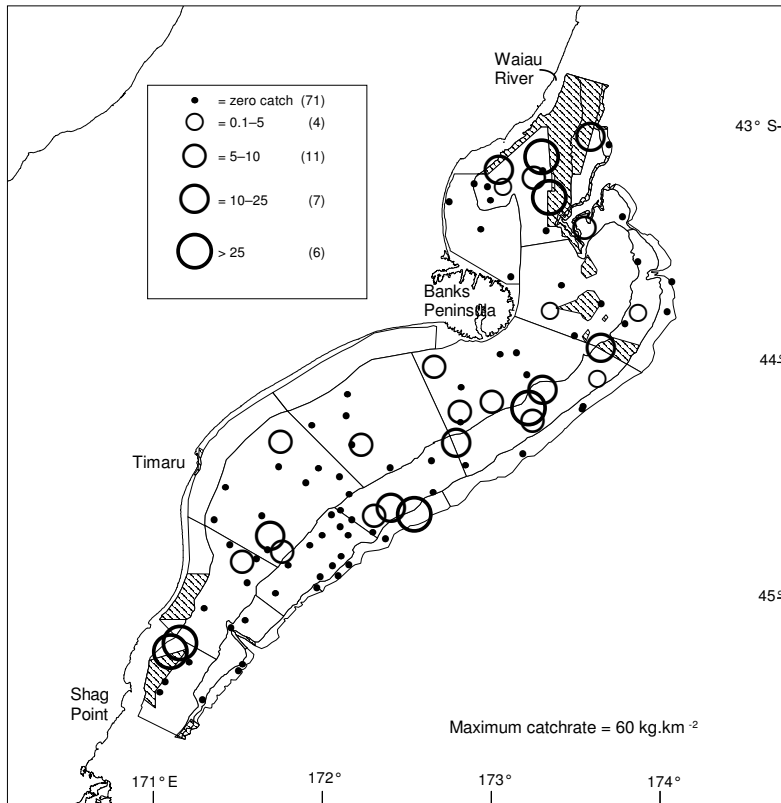 Waiau
River
= zero catch (71)
= 0.1–5 (4)
= 5–10 (11)
= 10–25 (7)
> 25 (6)
43° S
Banks
Peninsula
44°
Timaru
45°
Shag
Point
Maximum catchrate = 60 kg.km -2
171° E 172° 173° 174°